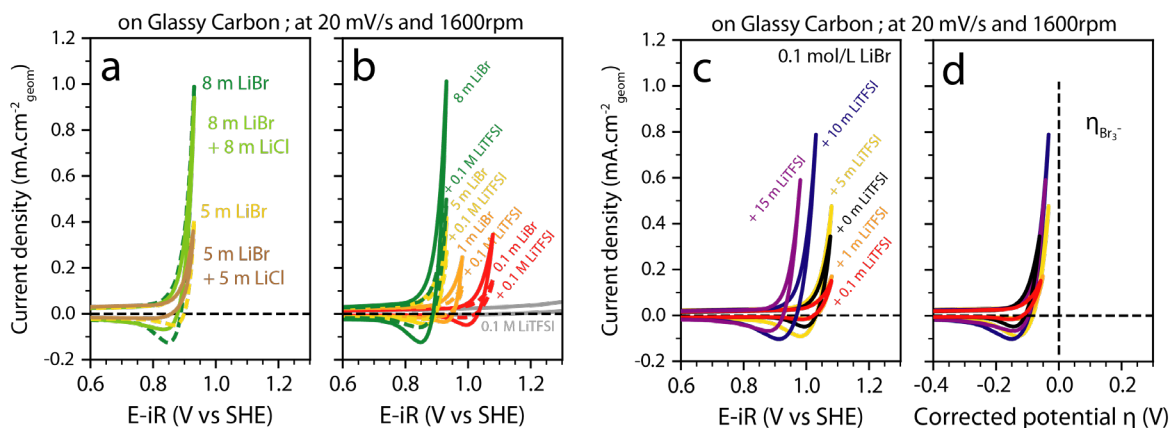 on Glassy Carbon ; at 20 mV/s and 1600rpm
a
8 m LiBr
8 m LiBr
+ 8 m LiCl
5 m LiBr
5 m LiBr
+ 5 m LiCl
Current density (mA.cm⁻²geom)
1.2
1.0
0.8
0.6
0.4
0.2
0.0
-0.2
0.6
0.8
1.0
1.2
E-iR (V vs SHE)
b
8 m LiBr
+ 0.1 M LiTFSI
5 m LiBr
+ 0.1 M LiTFSI
1 m LiBr
+ 0.1 M LiTFSI
0.1 m LiBr
+ 0.1 M LiTFSI
0.1 M LiTFSI
0.6
0.8
1.0
1.2
E-iR (V vs SHE)
on Glassy Carbon ; at 20 mV/s and 1600rpm
c
0.1 mol/L LiBr
+ 10 m LiTFSI
+ 15 m LiTFSI
+ 5 m LiTFSI
+ 0 m LiTFSI
+ 1 m LiTFSI
+ 0.1 m LiTFSI
Current density (mA.cm⁻²geom)
1.2
1.0
0.8
0.6
0.4
0.2
0.0
-0.2
0.6
0.8
1.0
1.2
E-iR (V vs SHE)
d
ηBr₃⁻
-0.4
-0.2
0.0
0.2
Corrected potential η (V)